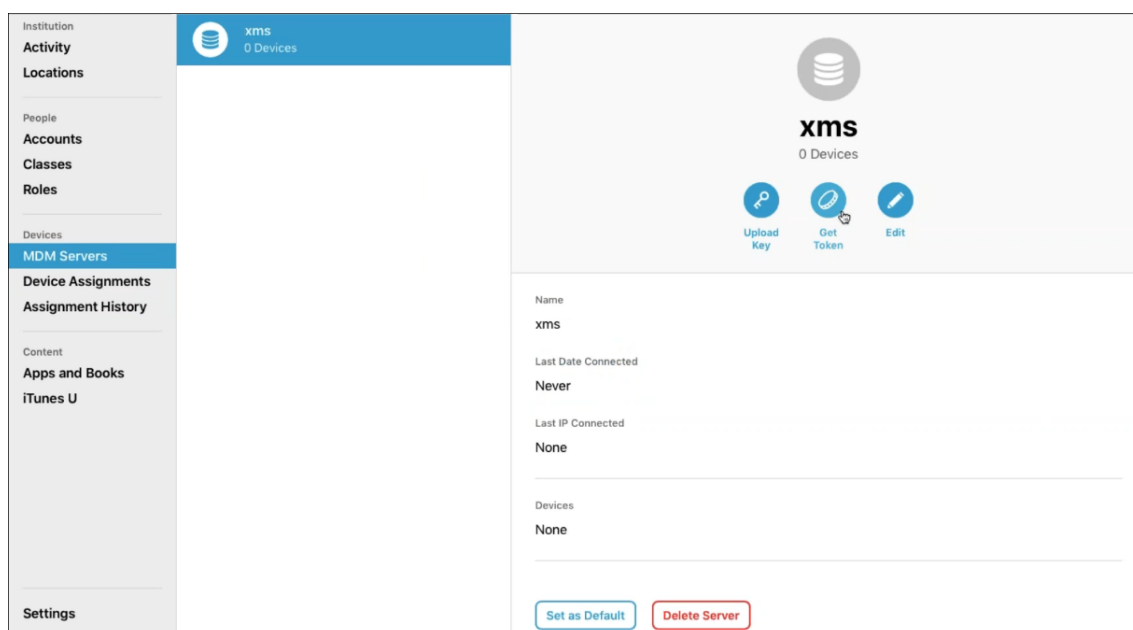 Institution
Activity
Locations
People
Accounts
Classes
Roles
Devices
MDM Servers
Device Assignments
Assignment History
Content
Apps and Books
iTunes U
Settings
xms
0 Devices
xms
0 Devices
Upload
Key
Get
Token
Edit
Name
xms
Last Date Connected
Never
Last IP Connected
None
Devices
None
Set as Default
Delete Server